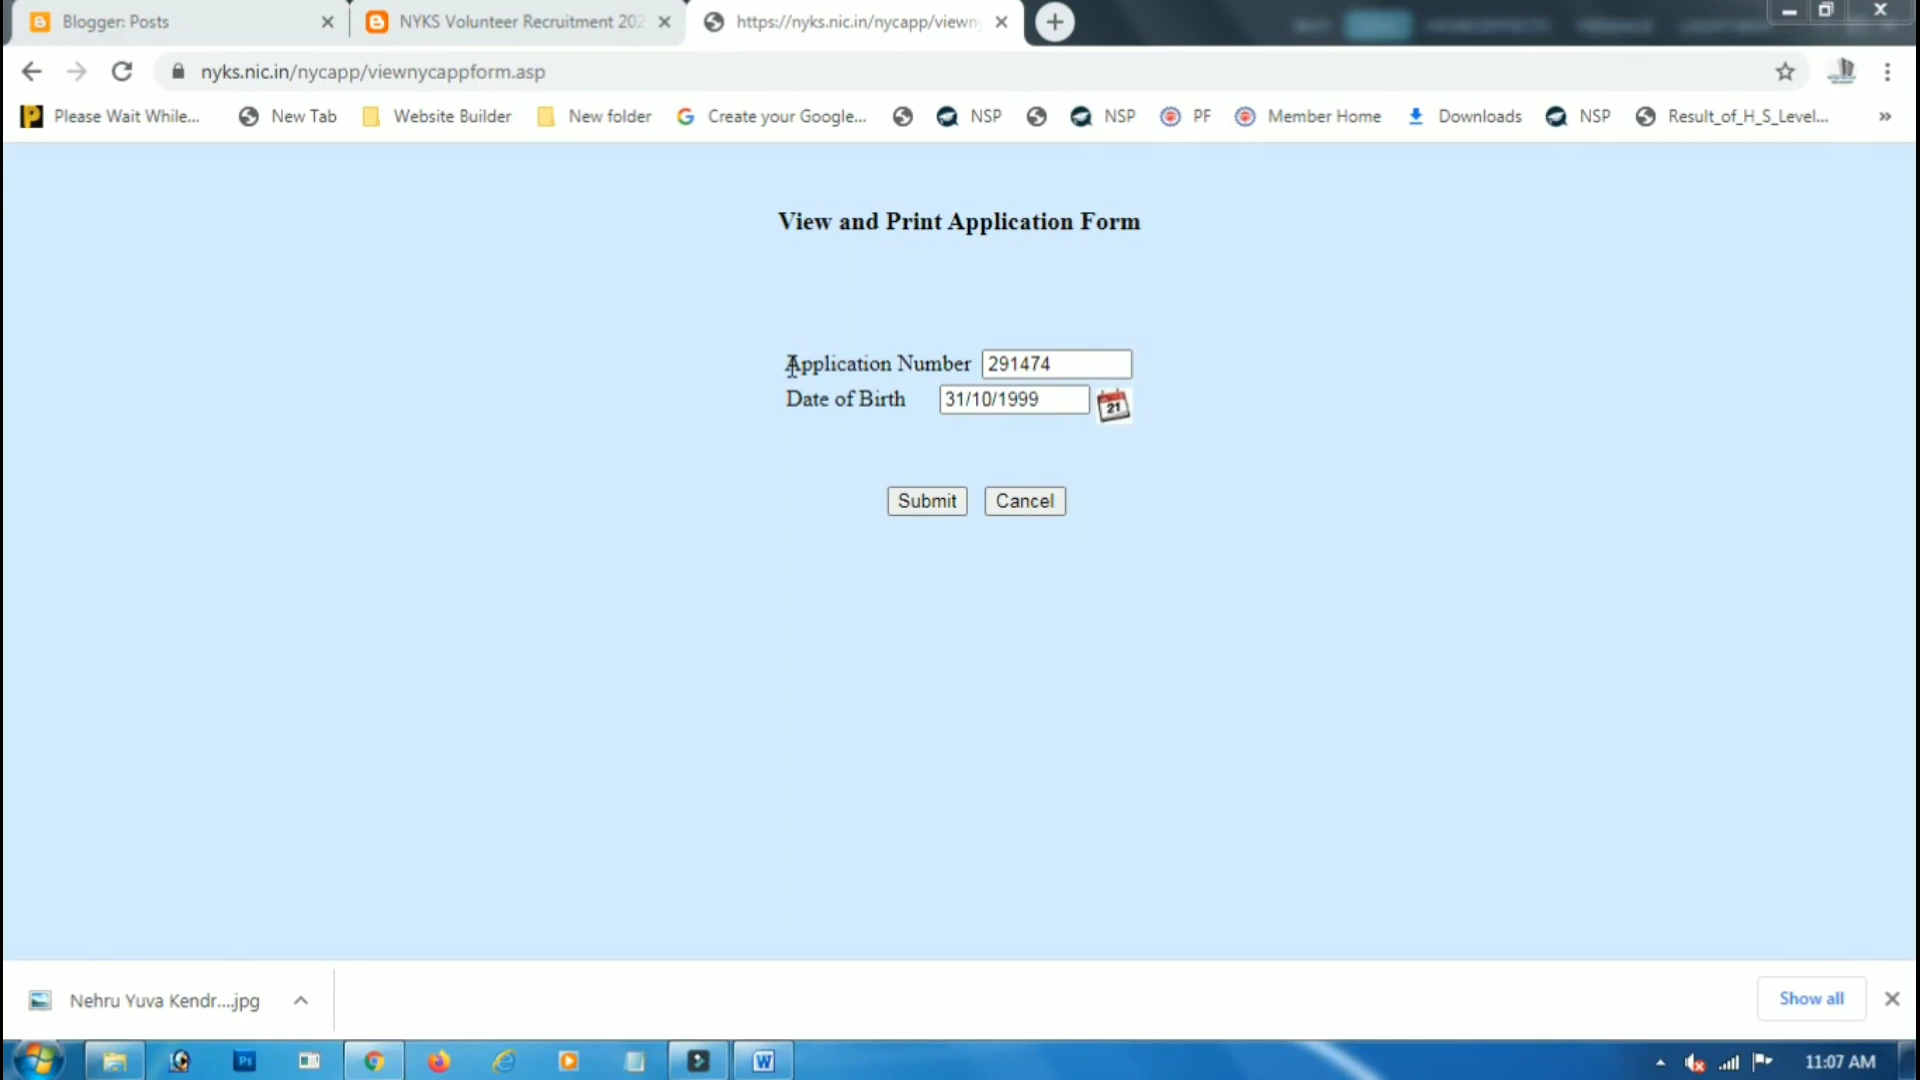 Blogger: Posts
NYKS Volunteer Recruitment 202
https://nyks.nic.in/nycapp/viewny
nyks.nic.in/nycapp/viewnycappform.asp
Please Wait While... New Tab Website Builder New folder Create your Google... NSP NSP PF Member Home Downloads NSP Result_of_H_S_Level... »
View and Print Application Form
Application Number 291474
Date of Birth 31/10/1999
21
Submit Cancel
Nehru Yuva Kendr....jpg
Show all
Ps
W
11:07 AM